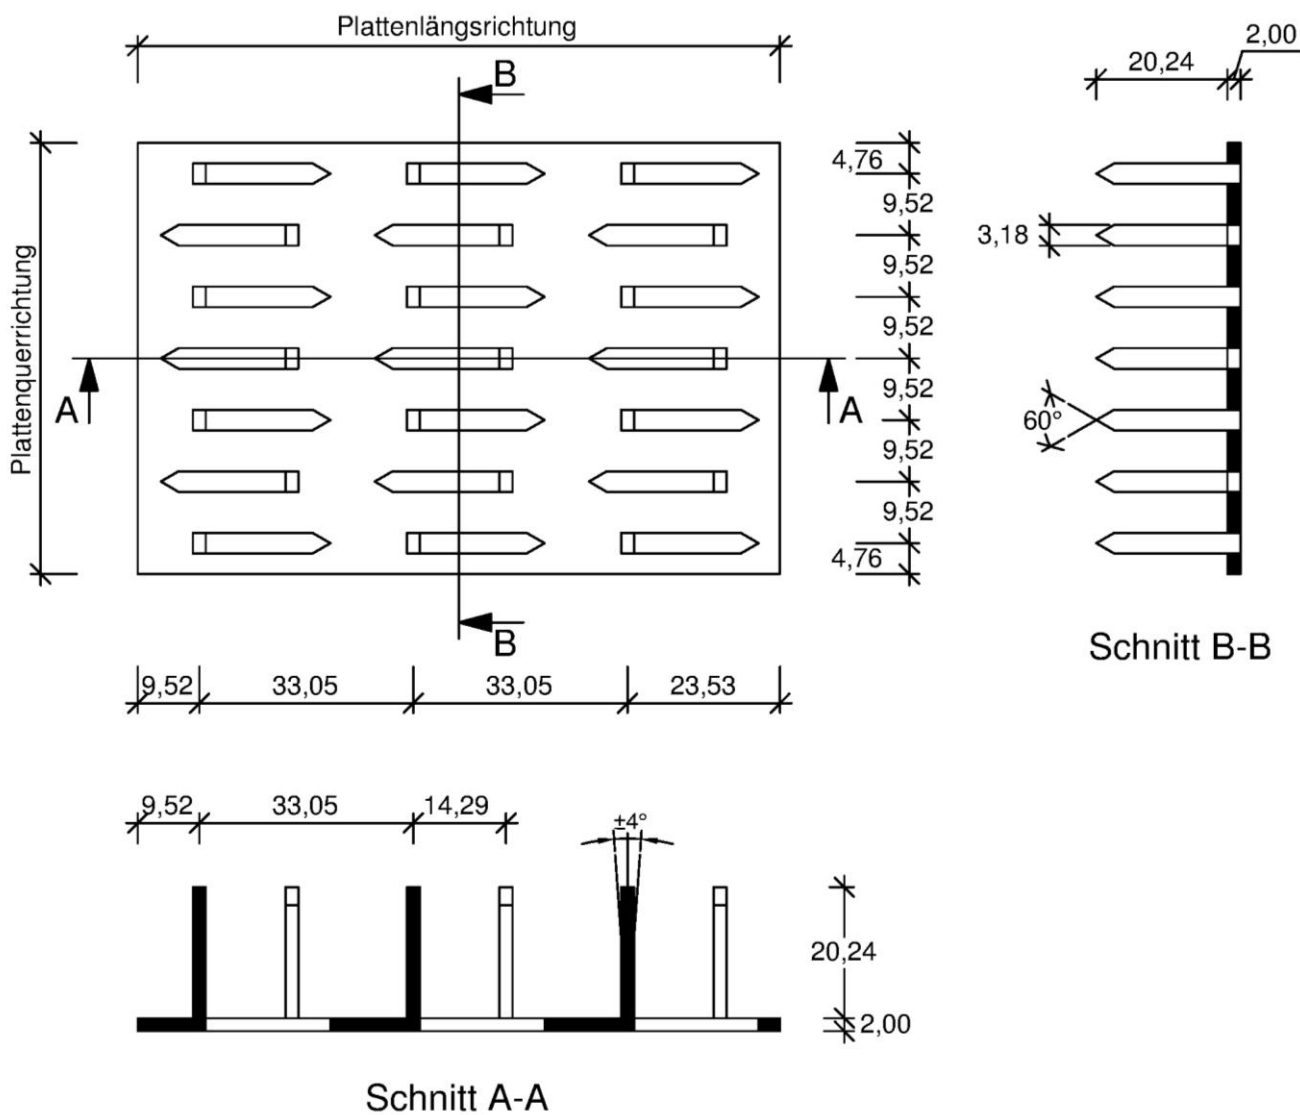 Plattenlängsrichtung
B
20,24
2,00
4,76
9,52
3,18
9,52
Plattenquerrichtung
9,52
A
A
9,52
60°
9,52
9,52
4,76
B
Schnitt B-B
9,52
33,05
33,05
23,53
9,52
33,05
14,29
±4°
20,24
2,00
Schnitt A-A